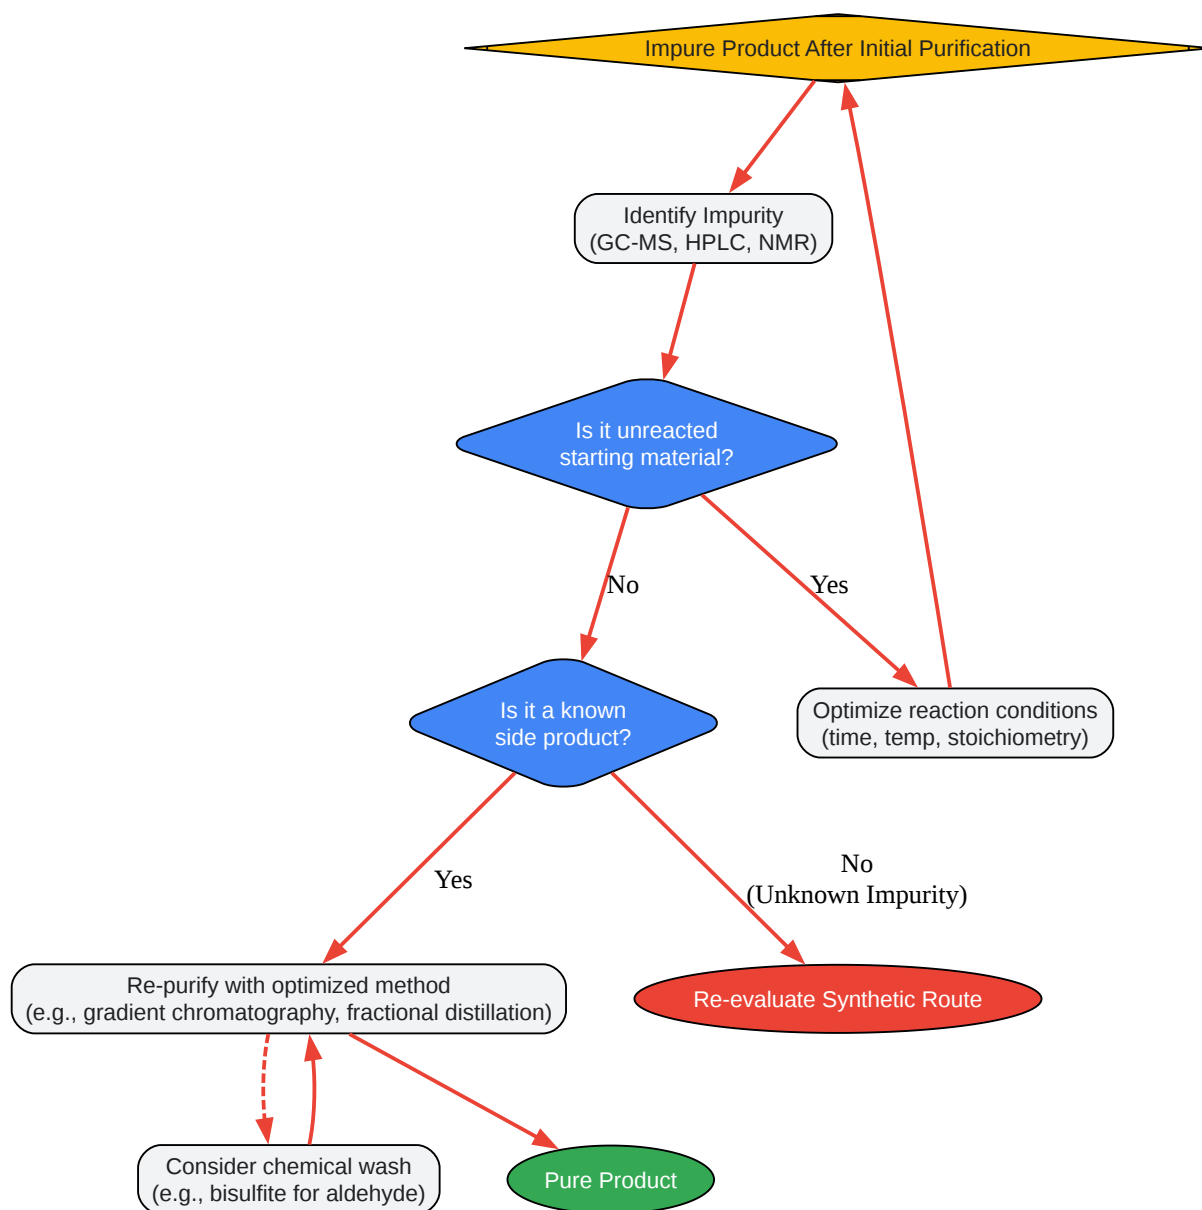 Impure Product After Initial Purification
Identify Impurity
(GC-MS, HPLC, NMR)
Is it unreacted
starting material?
No
Yes
Is it a known
side product?
Optimize reaction conditions
(time, temp, stoichiometry)
Yes
No
(Unknown Impurity)
Re-purify with optimized method
(e.g., gradient chromatography, fractional distillation)
Re-evaluate Synthetic Route
Consider chemical wash
(e.g., bisulfite for aldehyde)
Pure Product